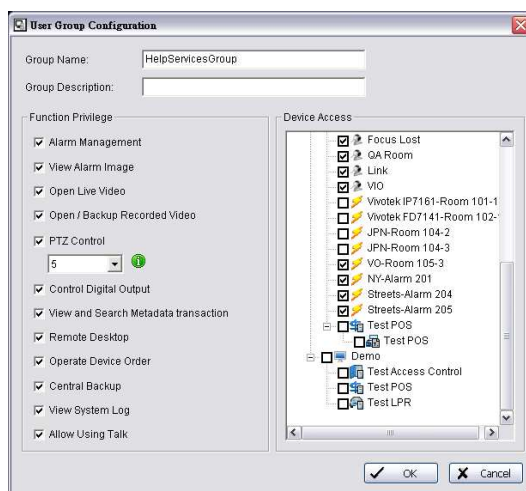 User Group Configuration
Group Name:
HelpServicesGroup
Group Description:
Function Privilege
Alarm Management
View Alarm Image
Open Live Video
Open / Backup Recorded Video
PTZ Control
5
Control Digital Output
View and Search Metadata transaction
Remote Desktop
Operate Device Order
Central Backup
View System Log
Allow Using Talk
Device Access
Focus Lost
QA Room
Link
VIO
Vivotek IP7161-Room 101-1
Vivotek FD7141-Room 102-
JPN-Room 104-2
JPN-Room 104-3
VO-Room 105-3
NY-Alarm 201
Streets-Alarm 204
Streets-Alarm 205
Test POS
Test POS
Demo
Test Access Control
Test POS
Test LPR
OK
Cancel